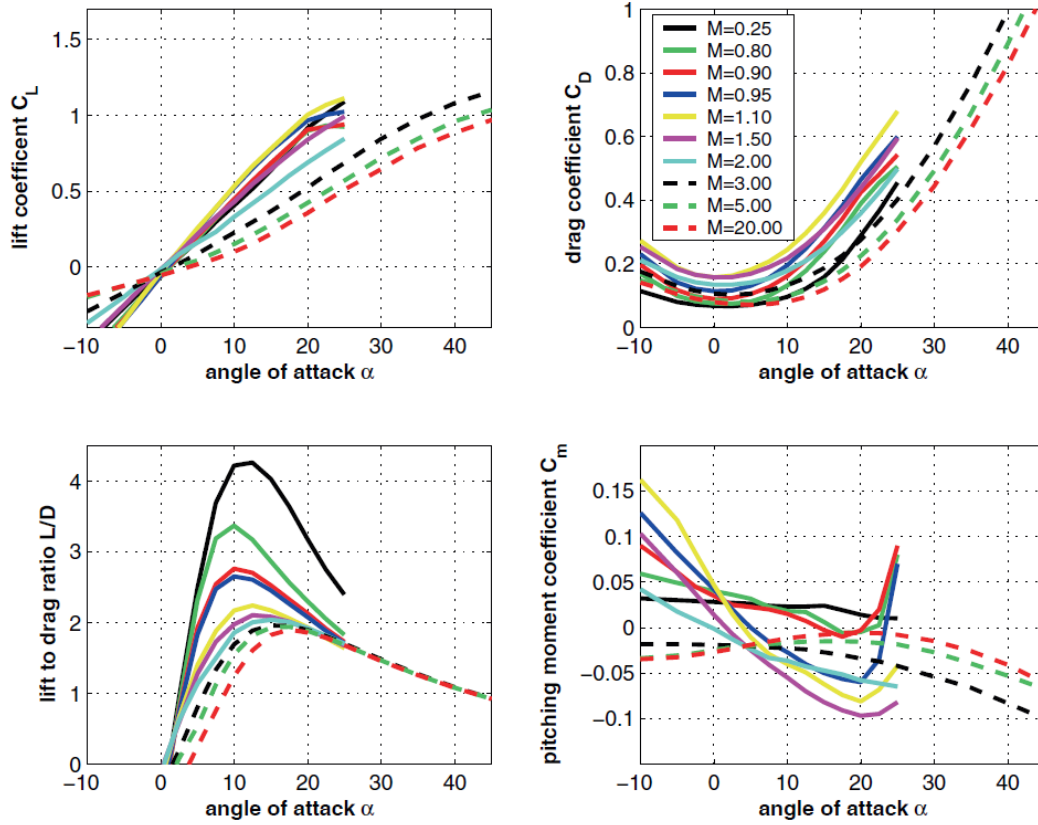 lift coefficent C_L
1.5
1
0.5
0
−10 0 10 20 30 40
angle of attack α
drag coefficient C_D
1
0.8
0.6
0.4
0.2
0
M=0.25
M=0.80
M=0.90
M=0.95
M=1.10
M=1.50
M=2.00
M=3.00
M=5.00
M=20.00
−10 0 10 20 30 40
angle of attack α
lift to drag ratio L/D
4
3
2
1
0
−10 0 10 20 30 40
angle of attack α
pitching moment coefficient C_m
0.15
0.1
0.05
0
−0.05
−0.1
−10 0 10 20 30 40
angle of attack α